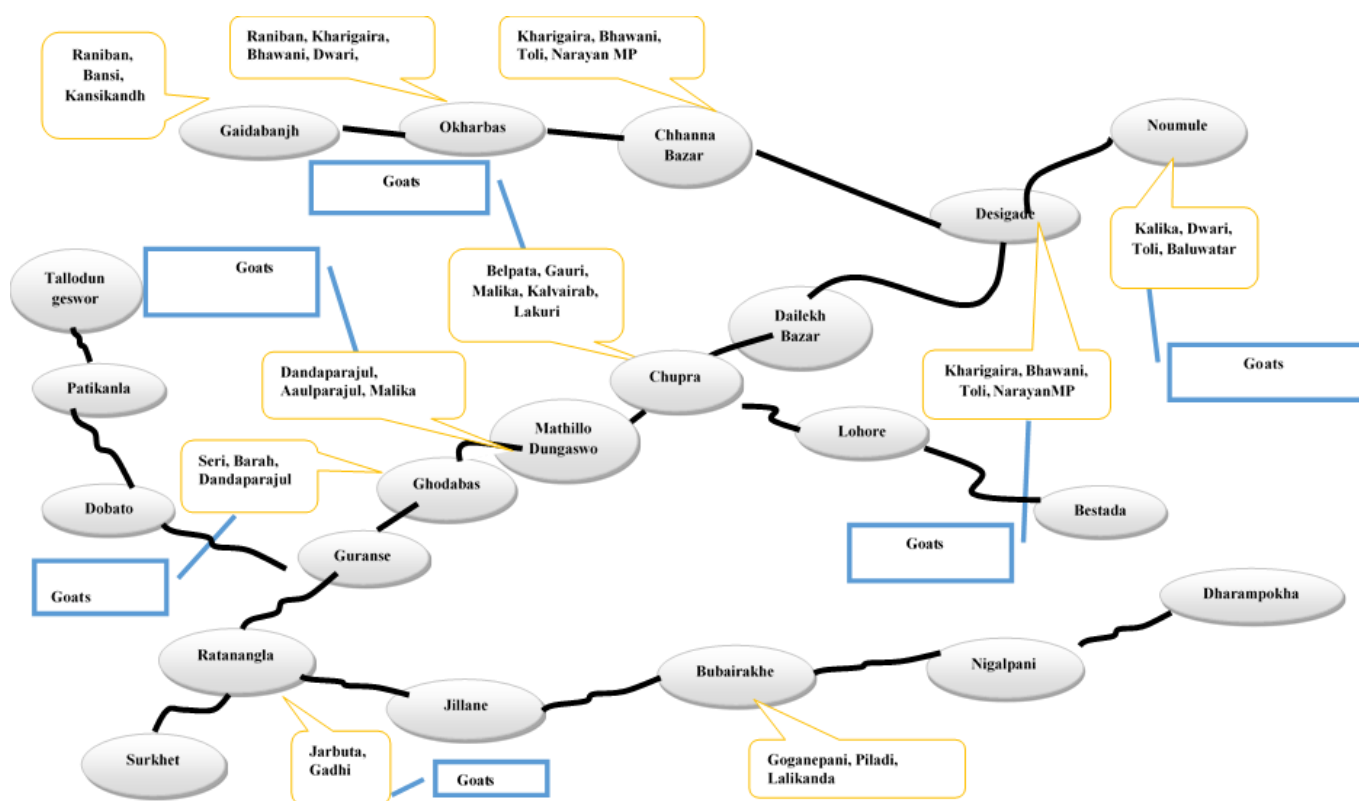 Raniban,
Bansi,
Kansikandh
Raniban, Kharigaira,
Bhawani, Dwari,
Kharigaira, Bhawani,
Toli, Narayan MP
Gaidabanjh
Okharbas
Chhanna
Bazar
Noumule
Goats
Desigade
Kalika, Dwari,
Toli, Baluwatar
Tallodun
geswor
Goats
Belpata, Gauri,
Malika, Kalvairab,
Lakuri
Dailekh
Bazar
Goats
Patikanla
Dandaparajul,
Aaulparajul, Malika
Chupra
Kharigaira, Bhawani,
Toli, NarayanMP
Mathillo
Dungaswo
Lohore
Seri, Barah,
Dandaparajul
Ghodabas
Dobato
Bestada
Guranse
Goats
Goats
Dharampokha
Ratanangla
Bubairakhe
Nigalpani
Jillane
Surkhet
Jarbuta,
Gadhi
Goats
Goganepani, Piladi,
Lalikanda